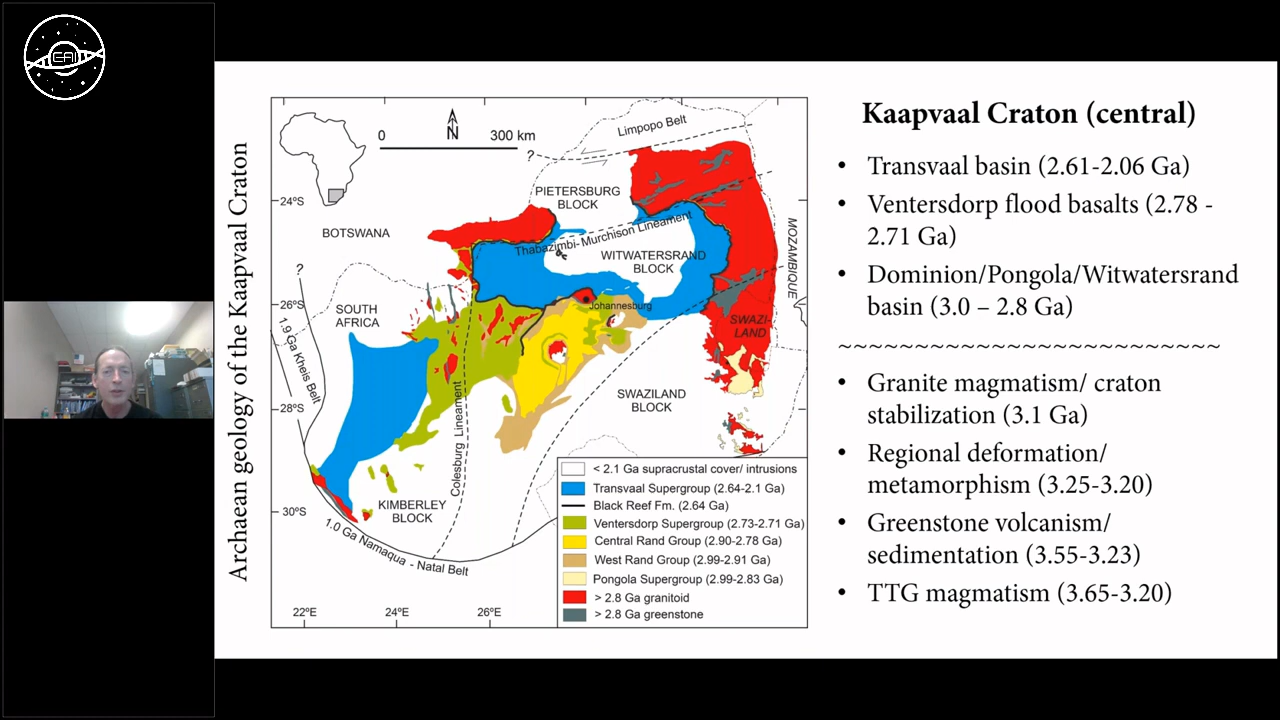 EAI
Archaean geology of the Kaapvaal Craton
0
N
300 km
Limpopo Belt
?
24ºS
PIETERSBURG
BLOCK
BOTSWANA
Thabazimbi- Murchison Lineament
WITWATERSRAND
BLOCK
MOZAMBIQUE
?
26ºS
SOUTH
AFRICA
Johannesburg
SWAZI-
LAND
1.9 Ga Kheis Belt
28ºS
SWAZILAND
BLOCK
Colesburg Lineament
KIMBERLEY
BLOCK
30ºS
1.0 Ga Namaqua - Natal Belt
22ºE
24ºE
26ºE
< 2.1 Ga supracrustal cover/ intrusions
Transvaal Supergroup (2.64-2.1 Ga)
Black Reef Fm. (2.64 Ga)
Ventersdorp Supergroup (2.73-2.71 Ga)
Central Rand Group (2.90-2.78 Ga)
West Rand Group (2.99-2.91 Ga)
Pongola Supergroup (2.99-2.83 Ga)
> 2.8 Ga granitoid
> 2.8 Ga greenstone
Kaapvaal Craton (central)
• Transvaal basin (2.61-2.06 Ga)
• Ventersdorp flood basalts (2.78 -
2.71 Ga)
• Dominion/Pongola/Witwatersrand
basin (3.0 – 2.8 Ga)
~~~~~~~~~~~~~~~~~~~~~~~~~
• Granite magmatism/ craton
stabilization (3.1 Ga)
• Regional deformation/
metamorphism (3.25-3.20)
• Greenstone volcanism/
sedimentation (3.55-3.23)
• TTG magmatism (3.65-3.20)